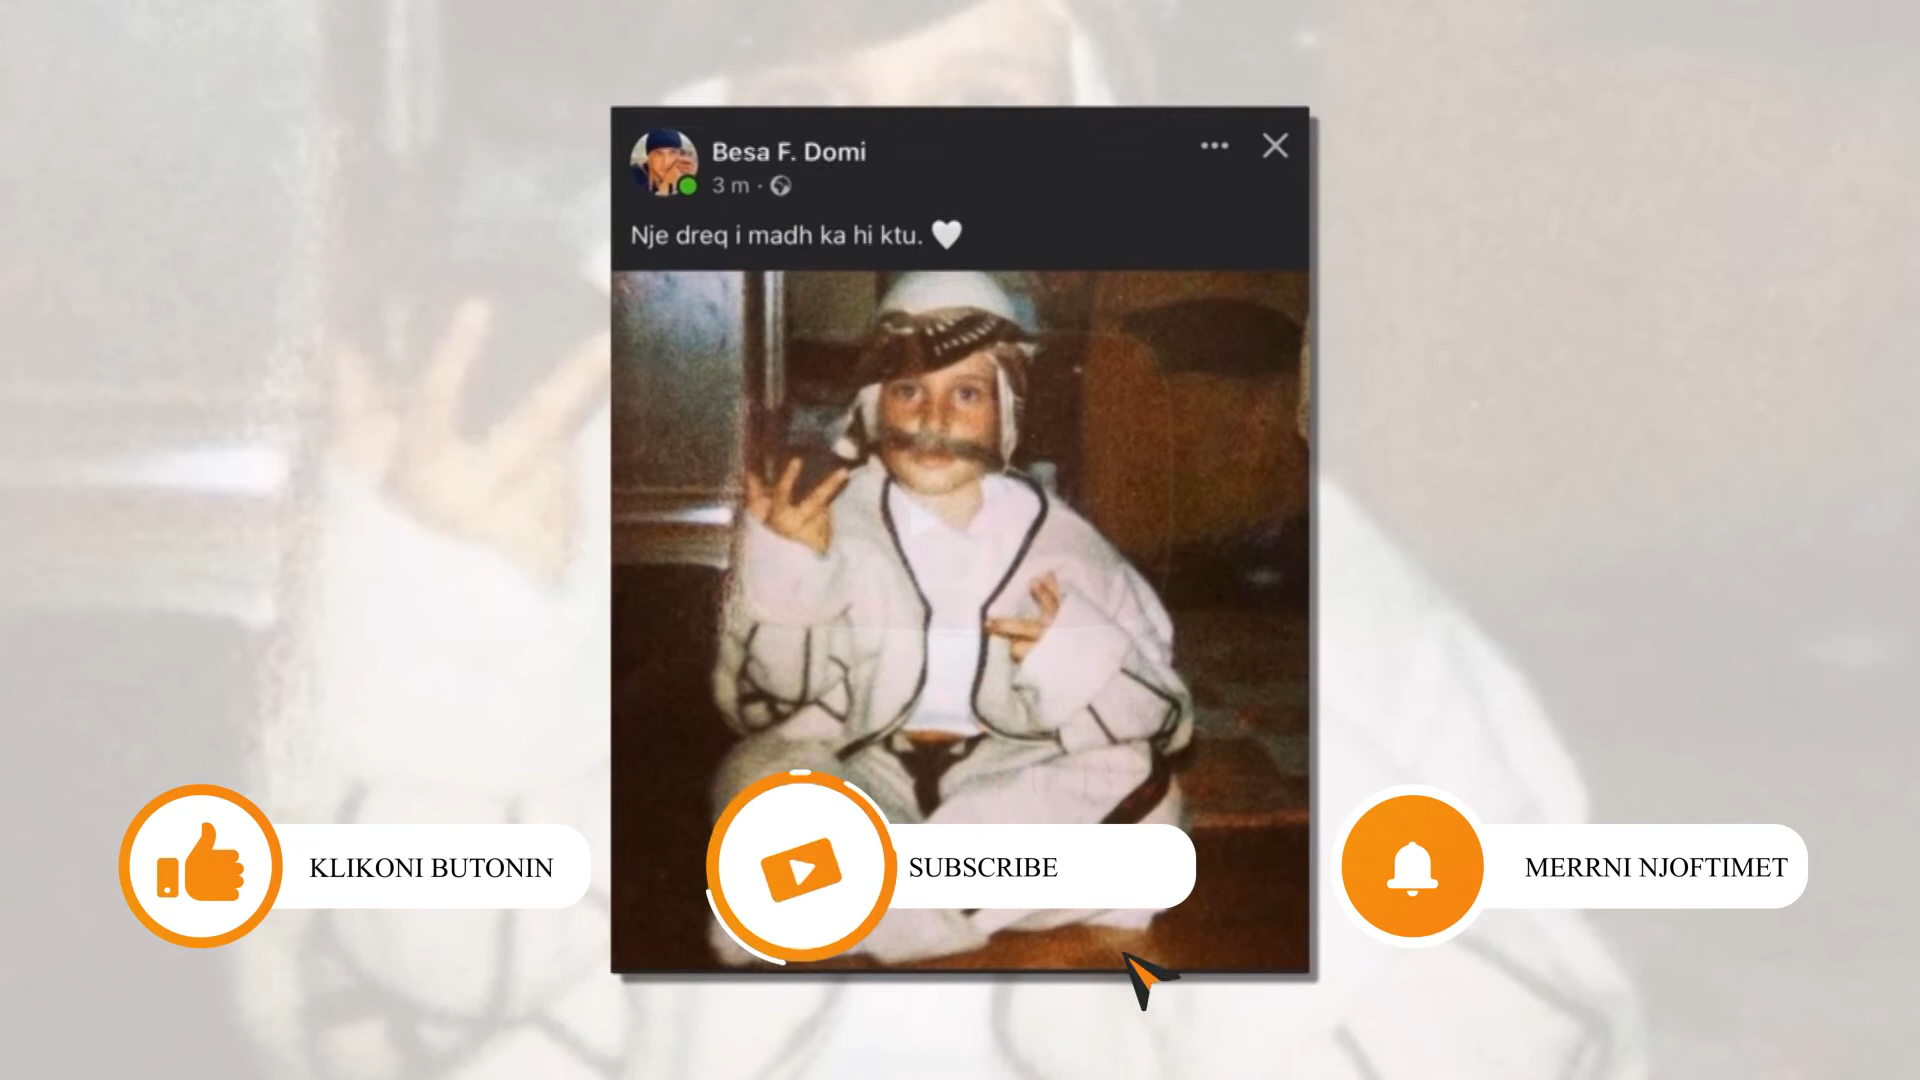 Besa F. Domi
3 m ·
Nje dreq i madh ka hi ktu. 🤍
KLIKONI BUTONIN
SUBSCRIBE
MERRNI NJOFTIMET